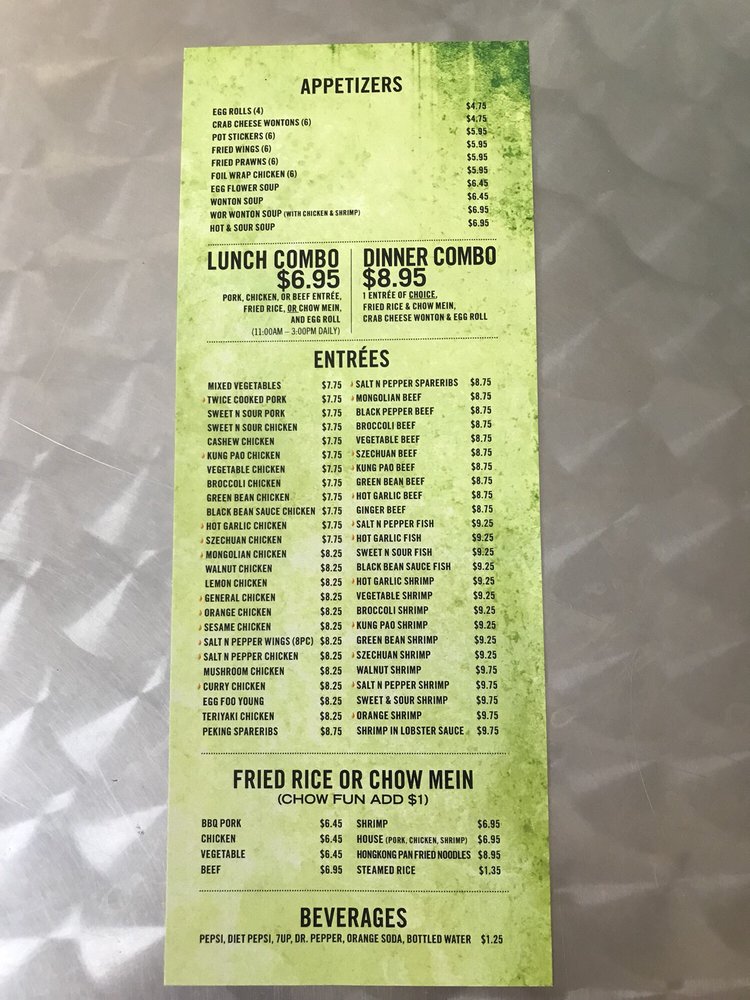 APPETIZERS
EGG ROLLS (4) $4.75
CRAB CHEESE WONTONS (6) $4.75
POT STICKERS (6) $5.95
FRIED WINGS (6) $5.95
FRIED PRAWNS (6) $5.95
FOIL WRAP CHICKEN (6) $5.95
EGG FLOWER SOUP $6.45
WONTON SOUP $6.45
WOR WONTON SOUP (WITH CHICKEN & SHRIMP) $6.95
HOT & SOUR SOUP $6.95
LUNCH COMBO
$6.95
PORK, CHICKEN, OR BEEF ENTRÉE,
FRIED RICE, OR CHOW MEIN,
AND EGG ROLL
(11:00AM – 3:00PM DAILY)
DINNER COMBO
$8.95
1 ENTRÉE OF CHOICE,
FRIED RICE & CHOW MEIN,
CRAB CHEESE WONTON & EGG ROLL
ENTRÉES
MIXED VEGETABLES $7.75
TWICE COOKED PORK $7.75
SWEET N SOUR PORK $7.75
SWEET N SOUR CHICKEN $7.75
CASHEW CHICKEN $7.75
KUNG PAO CHICKEN $7.75
VEGETABLE CHICKEN $7.75
BROCCOLI CHICKEN $7.75
GREEN BEAN CHICKEN $7.75
BLACK BEAN SAUCE CHICKEN $7.75
HOT GARLIC CHICKEN $7.75
SZECHUAN CHICKEN $7.75
MONGOLIAN CHICKEN $8.25
WALNUT CHICKEN $8.25
LEMON CHICKEN $8.25
GENERAL CHICKEN $8.25
ORANGE CHICKEN $8.25
SESAME CHICKEN $8.25
SALT N PEPPER WINGS (8PC) $8.25
SALT N PEPPER CHICKEN $8.25
MUSHROOM CHICKEN $8.25
CURRY CHICKEN $8.25
EGG FOO YOUNG $8.25
TERIYAKI CHICKEN $8.25
PEKING SPARERIBS $8.75
SALT N PEPPER SPARERIBS $8.75
MONGOLIAN BEEF $8.75
BLACK PEPPER BEEF $8.75
BROCCOLI BEEF $8.75
VEGETABLE BEEF $8.75
SZECHUAN BEEF $8.75
KUNG PAO BEEF $8.75
GREEN BEAN BEEF $8.75
HOT GARLIC BEEF $8.75
GINGER BEEF $8.75
SALT N PEPPER FISH $9.25
HOT GARLIC FISH $9.25
SWEET N SOUR FISH $9.25
BLACK BEAN SAUCE FISH $9.25
HOT GARLIC SHRIMP $9.25
VEGETABLE SHRIMP $9.25
BROCCOLI SHRIMP $9.25
KUNG PAO SHRIMP $9.25
GREEN BEAN SHRIMP $9.25
SZECHUAN SHRIMP $9.25
WALNUT SHRIMP $9.75
SALT N PEPPER SHRIMP $9.75
SWEET & SOUR SHRIMP $9.75
ORANGE SHRIMP $9.75
SHRIMP IN LOBSTER SAUCE $9.75
FRIED RICE OR CHOW MEIN
(CHOW FUN ADD $1)
BBQ PORK $6.45
CHICKEN $6.45
VEGETABLE $6.45
BEEF $6.95
SHRIMP $6.95
HOUSE (PORK, CHICKEN, SHRIMP) $6.95
HONGKONG PAN FRIED NOODLES $8.95
STEAMED RICE $1.35
BEVERAGES
PEPSI, DIET PEPSI, 7UP, DR. PEPPER, ORANGE SODA, BOTTLED WATER $1.25